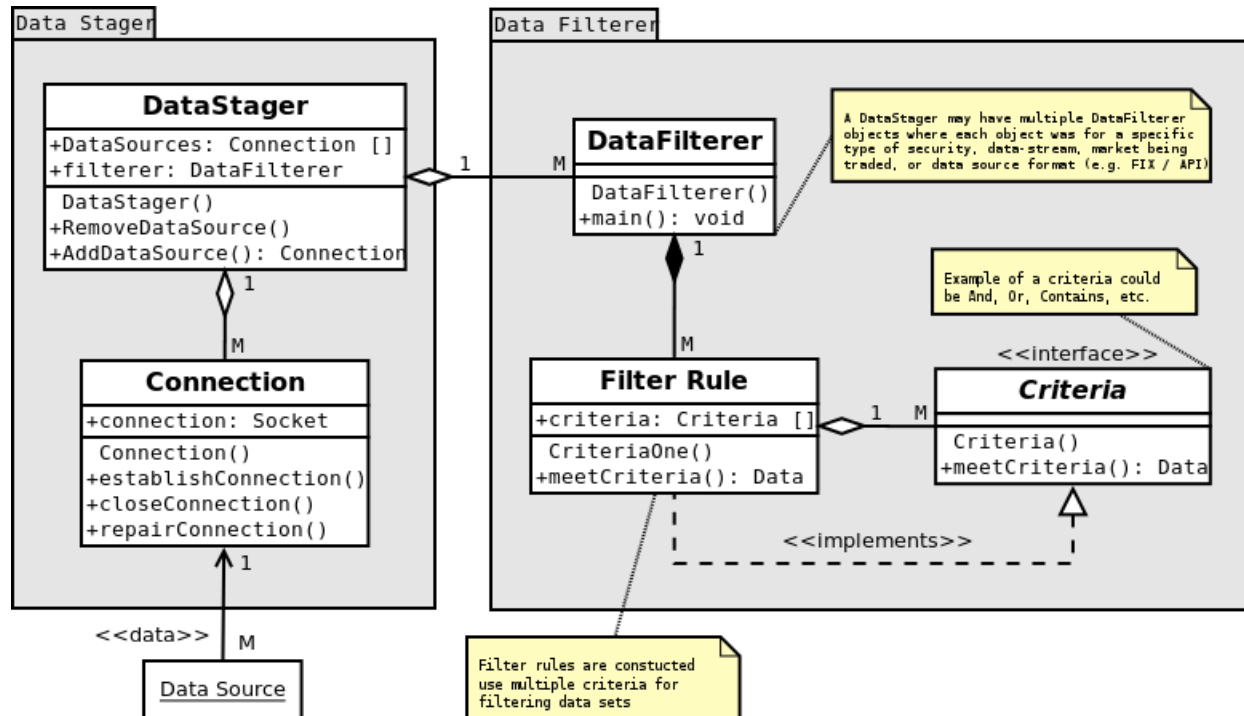 Data Stager
DataStager
+DataSources: Connection []
+filterer: DataFilterer
DataStager()
+RemoveDataSource()
+AddDataSource(): Connection
1
M
1
M
Connection
+connection: Socket
Connection()
+establishConnection()
+closeConnection()
+repairConnection()
1
<<data>>
M
Data Source
Data Filterer
DataFilterer
DataFilterer()
+main(): void
A DataStager may have multiple DataFilterer
objects where each object was for a specific
type of security, data-stream, market being
traded, or data source format (e.g. FIX / API)
1
M
Example of a criteria could
be And, Or, Contains, etc.
Filter Rule
+criteria: Criteria []
CriteriaOne()
+meetCriteria(): Data
1
M
<<interface>>
Criteria
Criteria()
+meetCriteria(): Data
<<implements>>
Filter rules are constucted
use multiple criteria for
filtering data sets